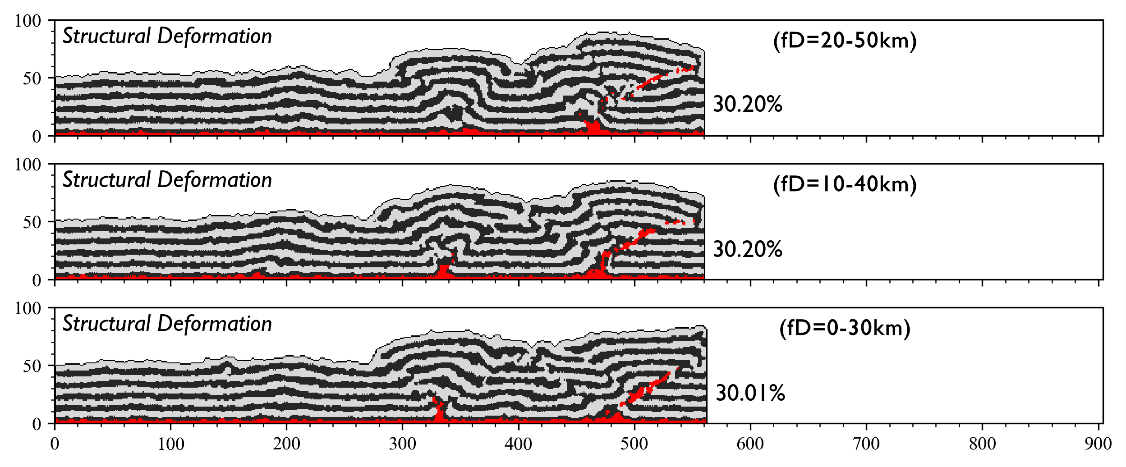 100
Structural Deformation
(fD=20-50km)
50
30.20%
0
100
Structural Deformation
(fD=10-40km)
50
30.20%
0
100
Structural Deformation
(fD=0-30km)
50
30.01%
0
0 100 200 300 400 500 600 700 800 900